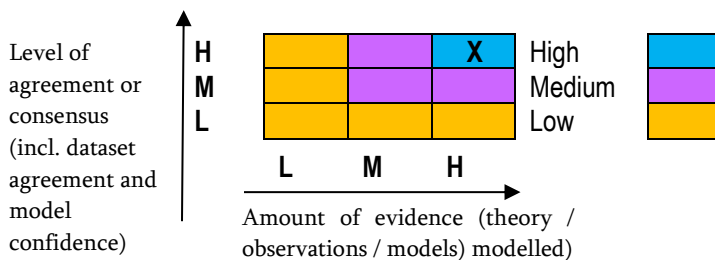 Level of
agreement or
consensus
(incl. dataset
agreement and
model
confidence)
H
M
L
X
High
Medium
Low
L M H
Amount of evidence (theory /
observations / models) modelled)